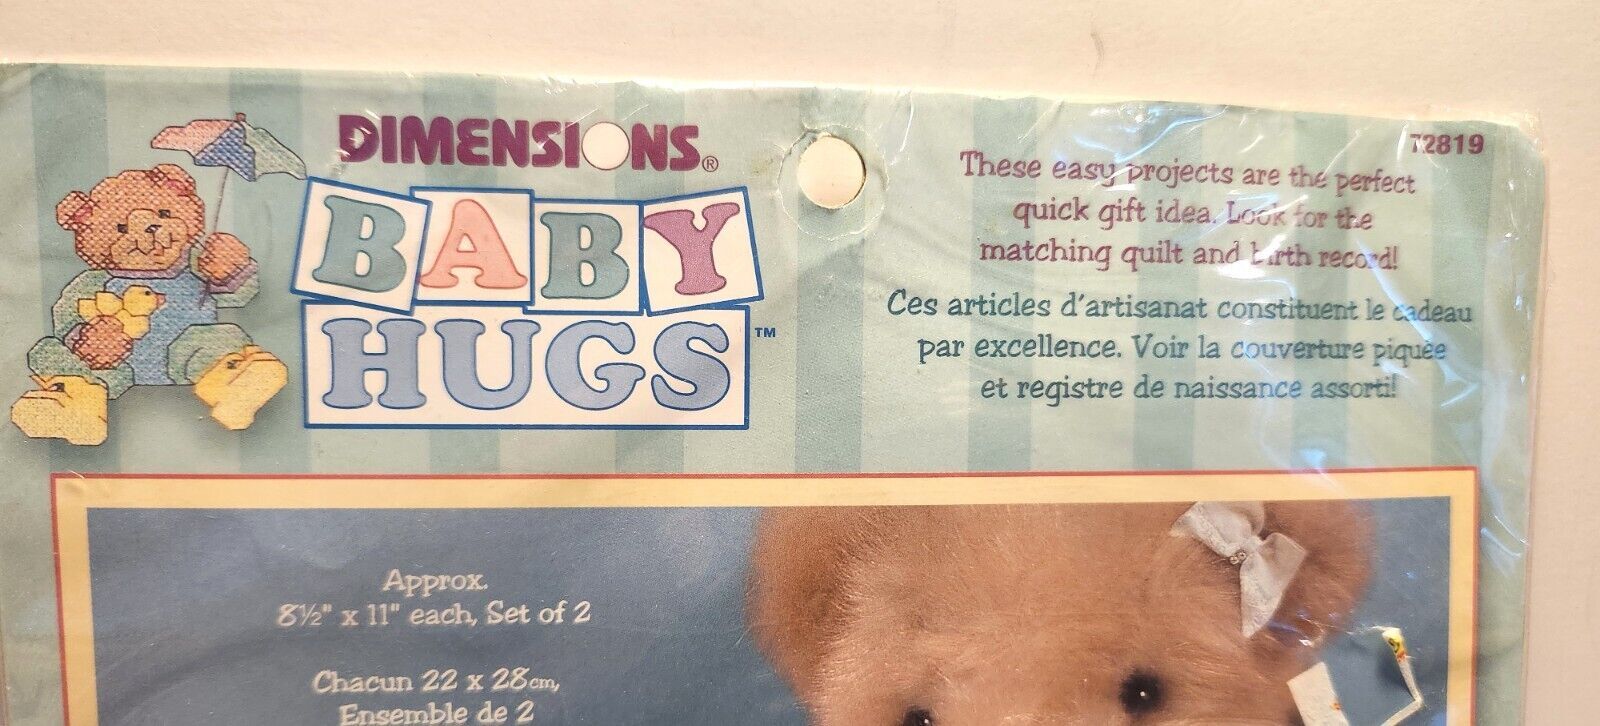 DIMENSIONS®
BABY
HUGS™
72819
These easy projects are the perfect
quick gift idea. Look for the
matching quilt and birth record!
Ces articles d'artisanat constituent le cadeau
par excellence. Voir la couverture piquée
et registre de naissance assorti!
Approx.
8½" x 11" each, Set of 2
Chacun 22 x 28cm,
Ensemble de 2